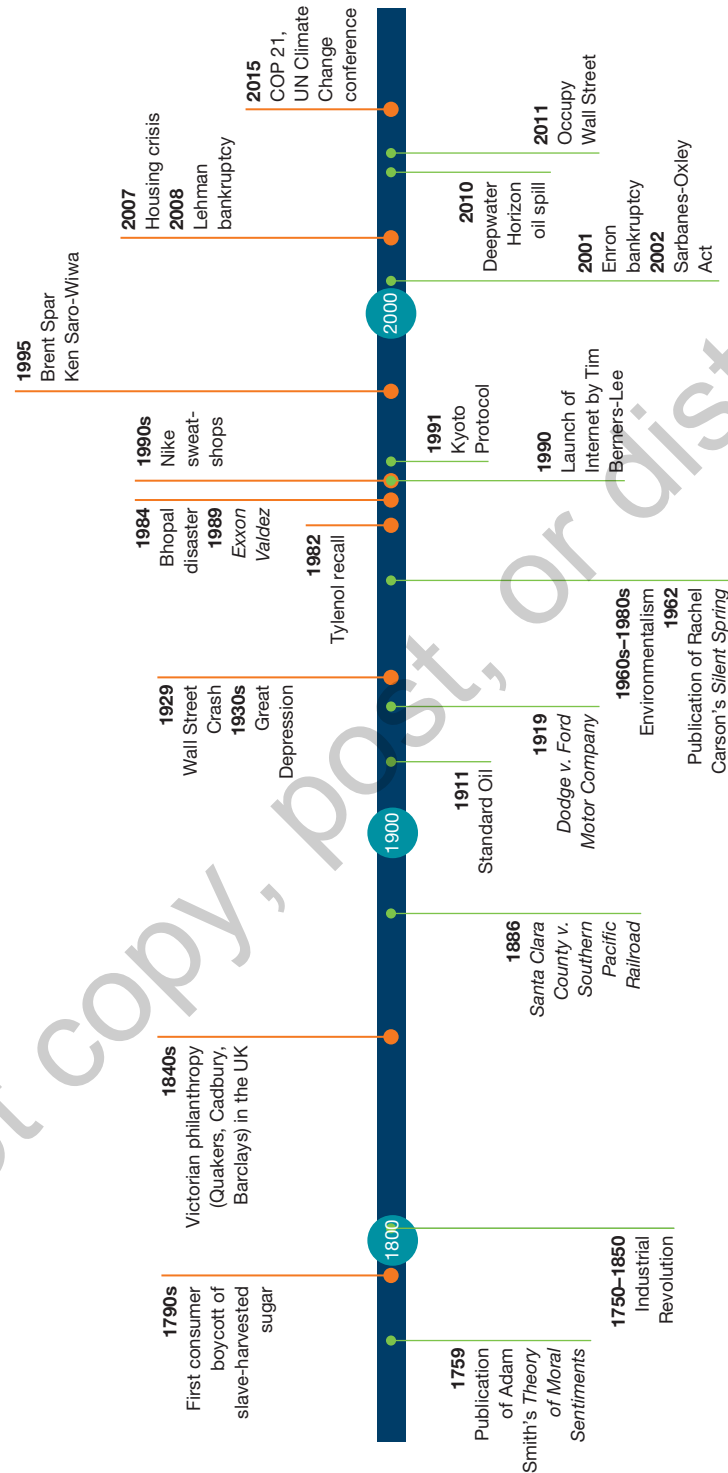 1790s
First consumer
boycott of
slave-harvested
sugar
1840s
Victorian philanthropy
(Quakers, Cadbury,
Barclays) in the UK
1929
Wall Street
Crash
1930s
Great
Depression
1982
Tylenol recall
1984
Bhopal
disaster
1989
Exxon
Valdez
1990s
Nike
sweat-
shops
1995
Brent Spar
Ken Saro-Wiwa
2007
Housing crisis
2008
Lehman
bankruptcy
2015
COP 21,
UN Climate
Change
conference
1800
1900
2000
1759
Publication
of Adam
Smith's Theory
of Moral
Sentiments
1750–1850
Industrial
Revolution
1886
Santa Clara
County v.
Southern
Pacific
Railroad
1911
Standard Oil
1919
Dodge v. Ford
Motor Company
1960s–1980s
Environmentalism
1962
Publication of Rachel
Carson's Silent Spring
1990
Launch of
Internet by Tim
Berners-Lee
1991
Kyoto
Protocol
2001
Enron
bankruptcy
2002
Sarbanes-Oxley
Act
2010
Deepwater
Horizon
oil spill
2011
Occupy
Wall Street
copy, post, or